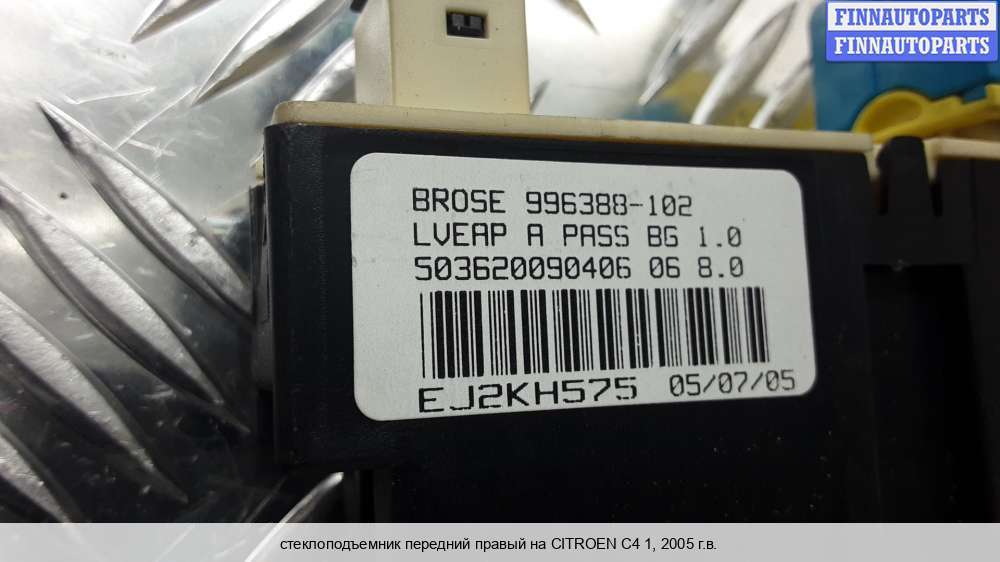 FINNAUTOPARTS
FINNAUTOPARTS
BROSE 996388-102
LVEAP A PASS BG 1.0
503620090406 06 8.0
EJ2KH575 05/07/05
стеклоподъемник передний правый на CITROEN C4 1, 2005 г.в.